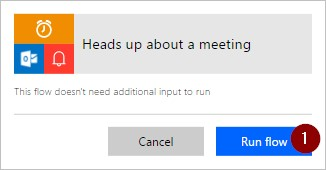 Heads up about a meeting
This flow doesn't need additional input to run
Cancel
Run flow
1